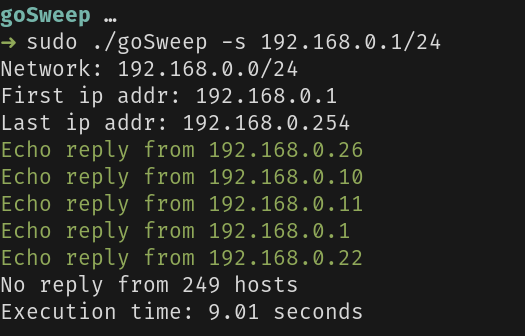 goSweep …
➜ sudo ./goSweep -s 192.168.0.1/24
Network: 192.168.0.0/24
First ip addr: 192.168.0.1
Last ip addr: 192.168.0.254
Echo reply from 192.168.0.26
Echo reply from 192.168.0.10
Echo reply from 192.168.0.11
Echo reply from 192.168.0.1
Echo reply from 192.168.0.22
No reply from 249 hosts
Execution time: 9.01 seconds